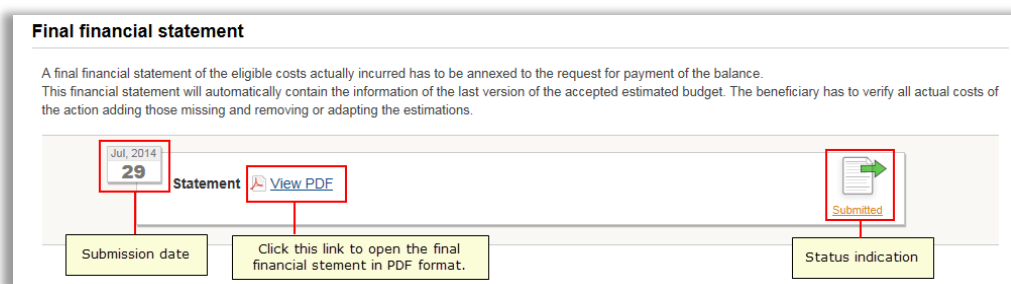 Final financial statement
A final financial statement of the eligible costs actually incurred has to be annexed to the request for payment of the balance.
This financial statement will automatically contain the information of the last version of the accepted estimated budget. The beneficiary has to verify all actual costs of
the action adding those missing and removing or adapting the estimations.
Jul, 2014
29
Statement View PDF
Submitted
Submission date
Click this link to open the final
financial stement in PDF format.
Status indication